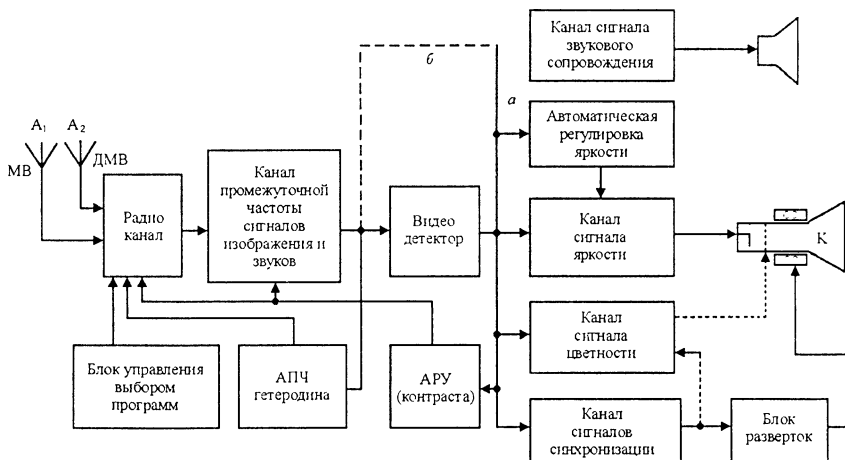 Канал сигнала
звукового
сопровождения
б
а
Автоматическая
регулировка
яркости
А1
А2
МВ
ДМВ
Радио
канал
Канал
промежуточной
частоты
сигналов
изображения и
звуков
Видео
детектор
Канал
сигнала
яркости
К
Канал
сигнала
цветности
Блок управления
выбором
программ
АПЧ
гетеродина
АРУ
(контраста)
Канал
сигналов
синхронизации
Блок
разверток